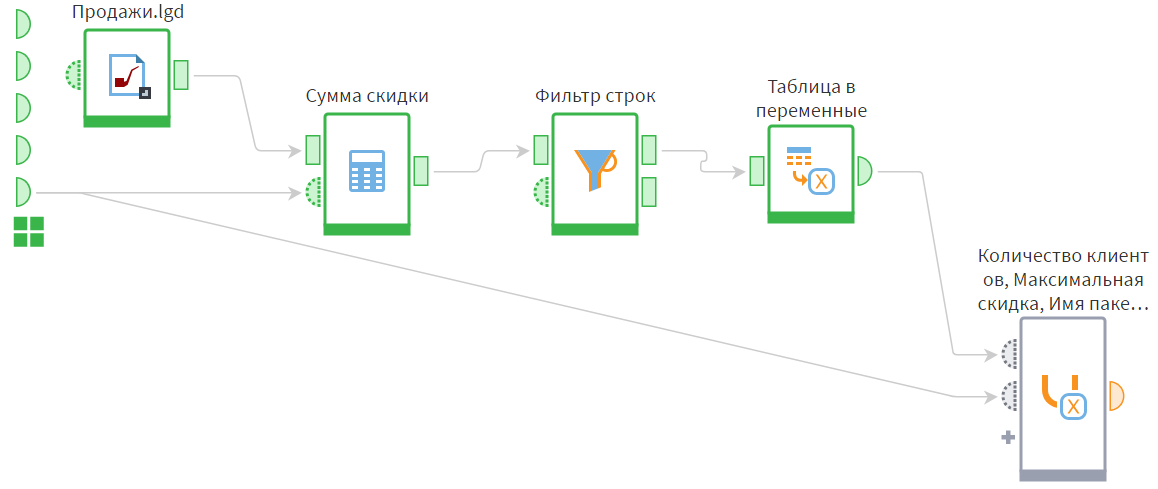 Продажи.lgd
Сумма скидки
Фильтр строк
Таблица в
переменные
Количество клиент
ов, Максимальная
скидка, Имя паке…